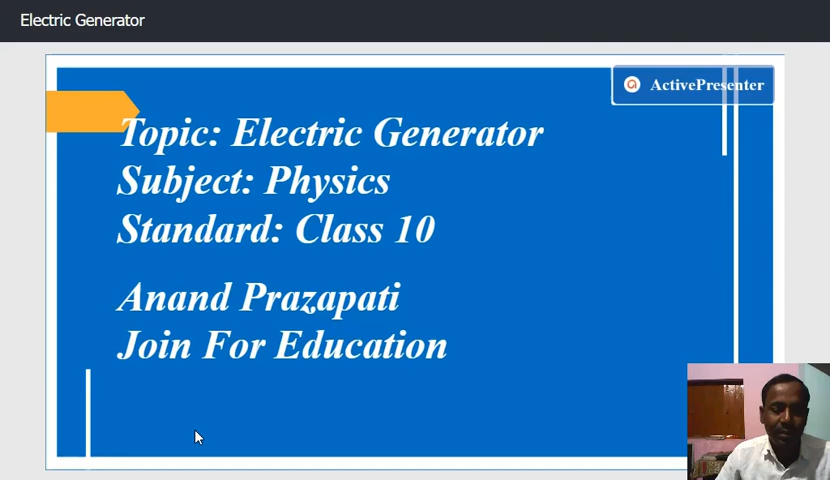 Electric Generator
ActivePresenter
Topic: Electric Generator
Subject: Physics
Standard: Class 10
Anand Prazapati
Join For Education